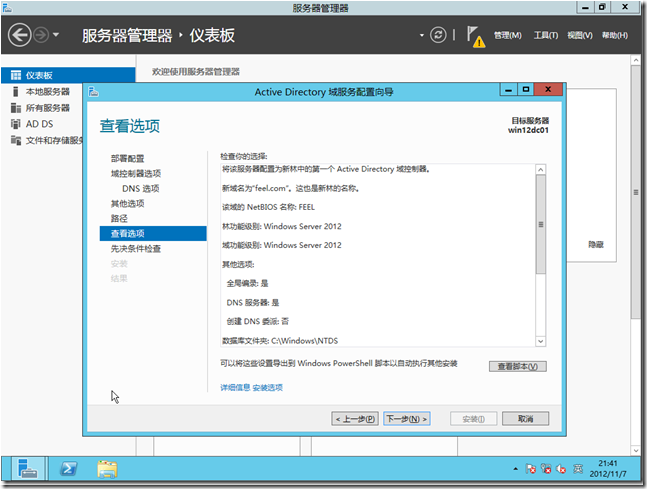 服务器管理器
服务器管理器 ‣ 仪表板
管理(M) 工具(T) 视图(V) 帮助(H)
仪表板
本地服务器
所有服务器
AD DS
文件和存储服务
欢迎使用服务器管理器
隐藏
Active Directory 域服务配置向导
查看选项
目标服务器
win12dc01
部署配置
域控制器选项
DNS 选项
其他选项
路径
查看选项
先决条件检查
安装
结果
检查你的选择:
将该服务器配置为新林中的第一个 Active Directory 域控制器。
新域名为"feel.com"。这也是新林的名称。
该域的 NetBIOS 名称: FEEL
林功能级别: Windows Server 2012
域功能级别: Windows Server 2012
其他选项:
全局编录: 是
DNS 服务器: 是
创建 DNS 委派: 否
数据库文件夹: C:\Windows\NTDS
可以将这些设置导出到 Windows PowerShell 脚本以自动执行其他安装
查看脚本(V)
详细信息 安装选项
< 上一步(P)
下一步(N) >
安装(I)
取消
21:41
2012/11/7